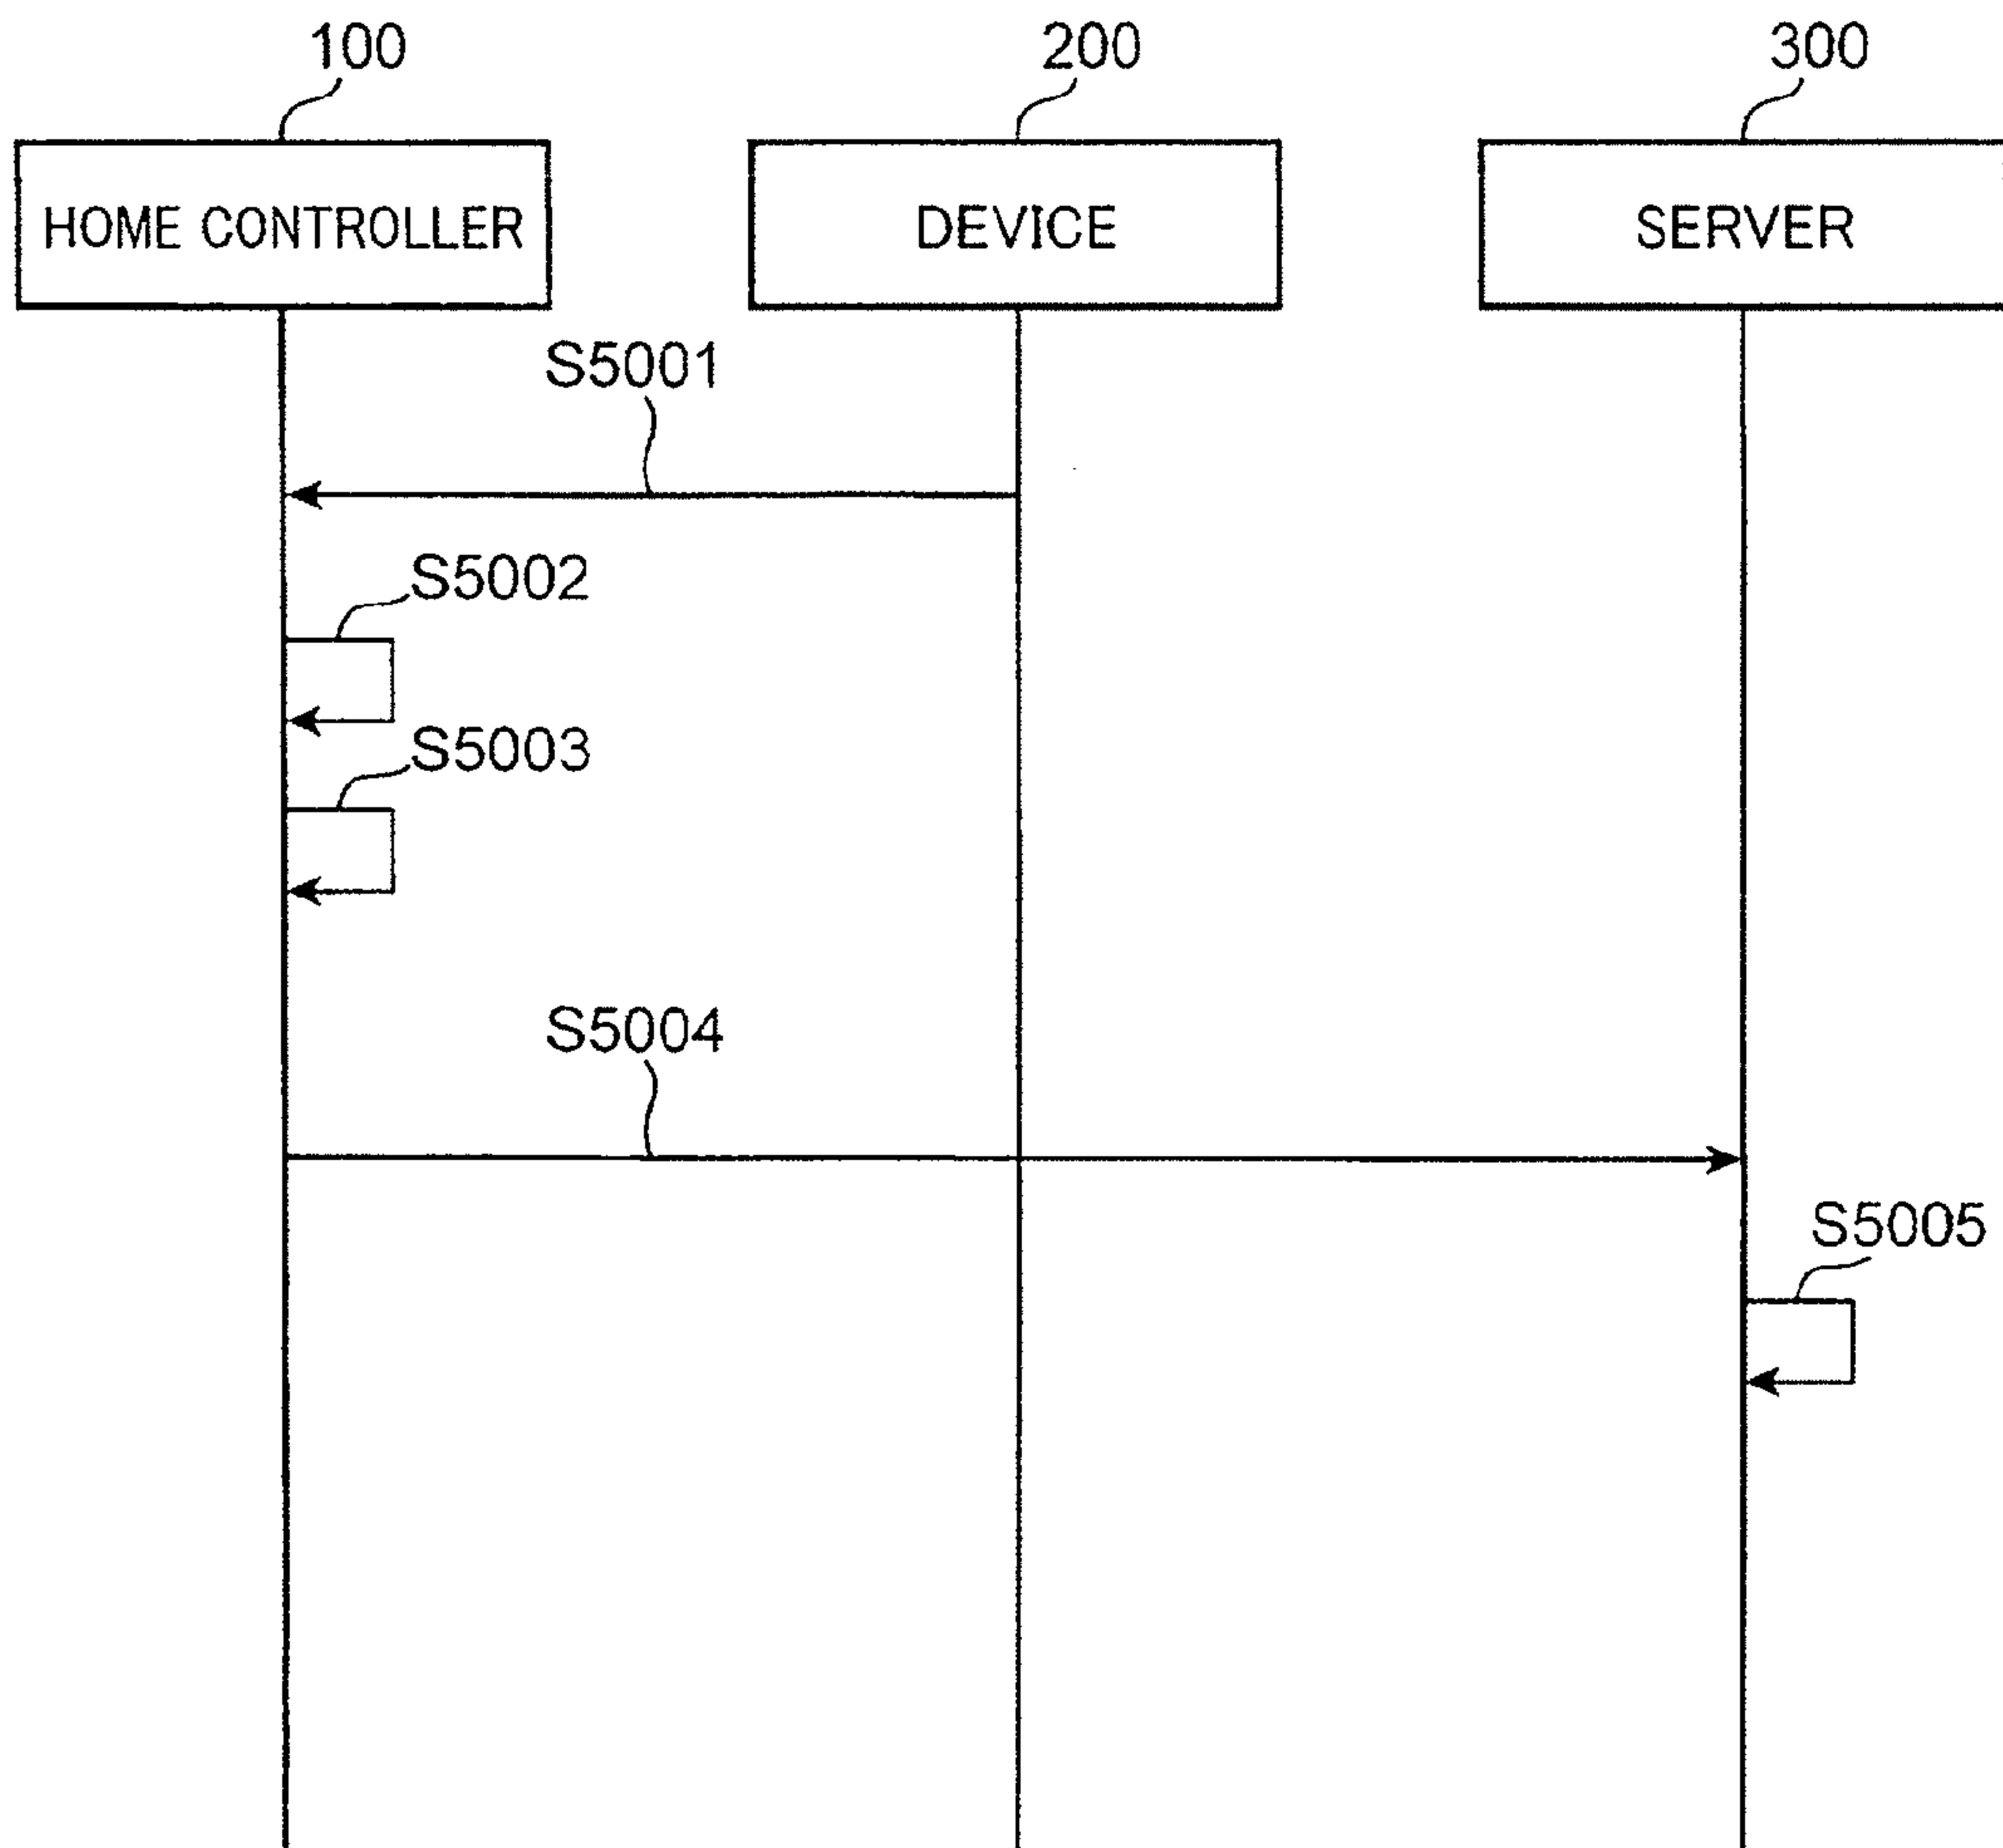 100
200
300
HOME CONTROLLER
DEVICE
SERVER
S5001
S5002
S5003
S5004
S5005